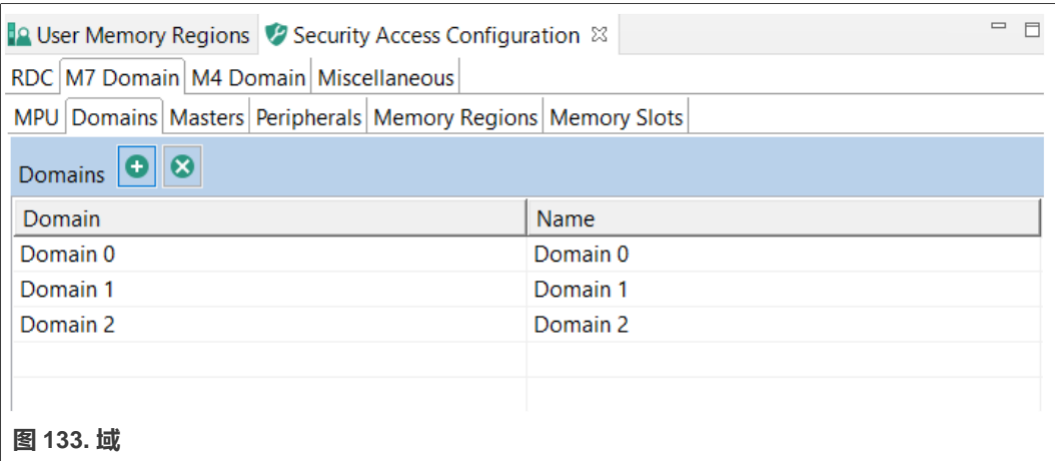 User Memory Regions Security Access Configuration
RDC M7 Domain M4 Domain Miscellaneous
MPU Domains Masters Peripherals Memory Regions Memory Slots
Domains
Domain Name
Domain 0 Domain 0
Domain 1 Domain 1
Domain 2 Domain 2
图 133. 域